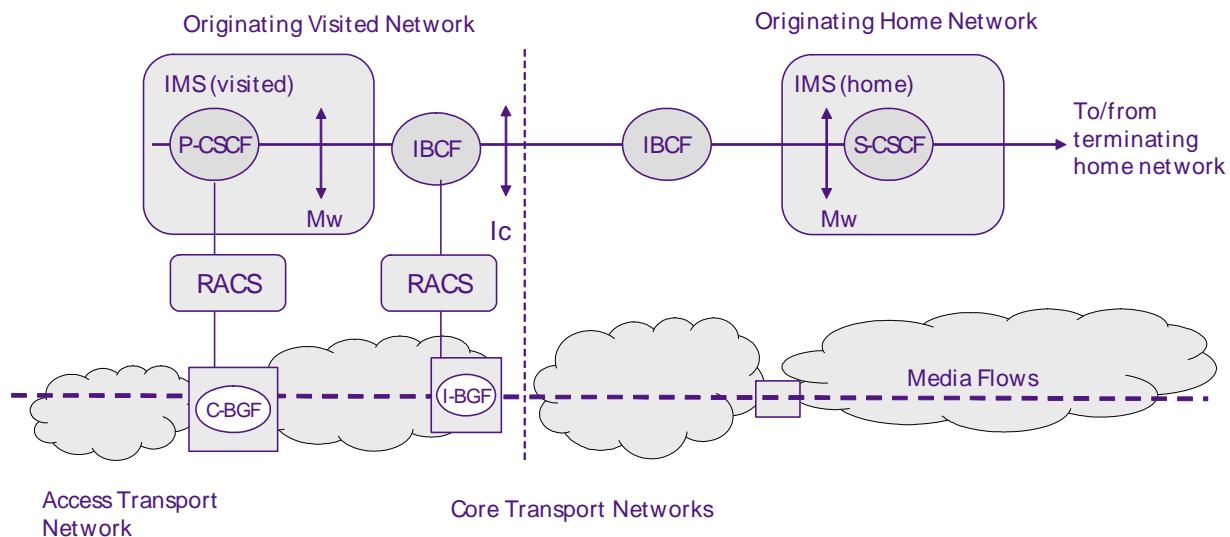 Originating Visited Network
Originating Home Network
IMS (visited)
IMS (home)
P-CSCF
IBCF
IBCF
S-CSCF
To/from
terminating
home network
Mw
Ic
Mw
RACS
RACS
C-BGF
I-BGF
Media Flows
Access Transport
Network
Core Transport Networks